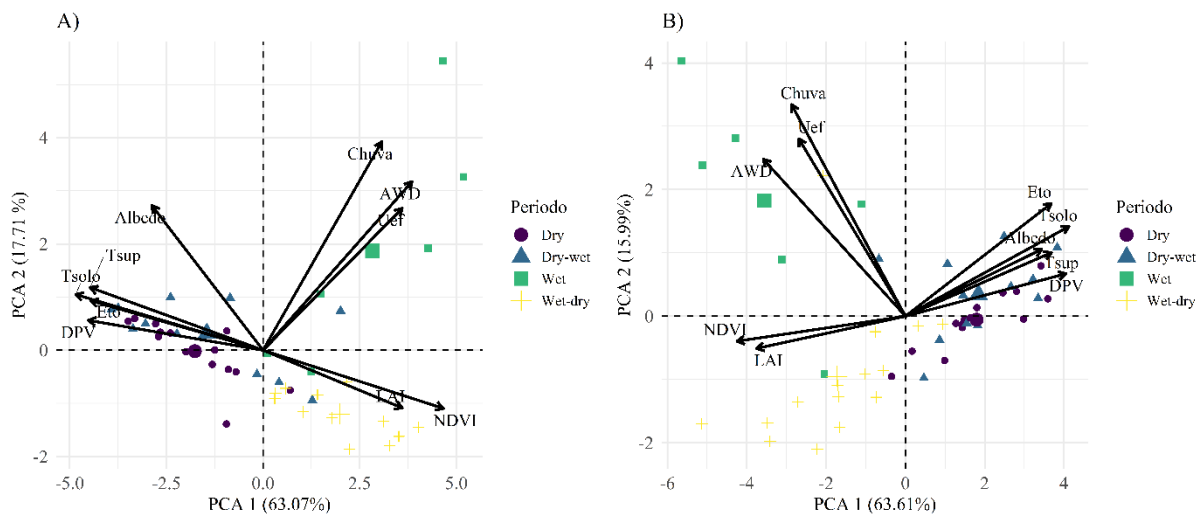 A)
PCA 2 (17.71 %)
4
2
0
-2
-5.0
-2.5
0.0
2.5
5.0
PCA 1 (63.07%)
Chuva
AWD
Uef
Albedo
Tsup
Tsolo
Eto
DPV
LAI
NDVI
Periodo
Dry
Dry-wet
Wet
Wet-dry
B)
PCA 2 (15.99%)
4
2
0
-2
-6
-4
-2
0
2
4
PCA 1 (63.61%)
Chuva
Uef
AWD
Eto
Tsolo
Albedo
Tsup
DPV
NDVI
LAI
Periodo
Dry
Dry-wet
Wet
Wet-dry